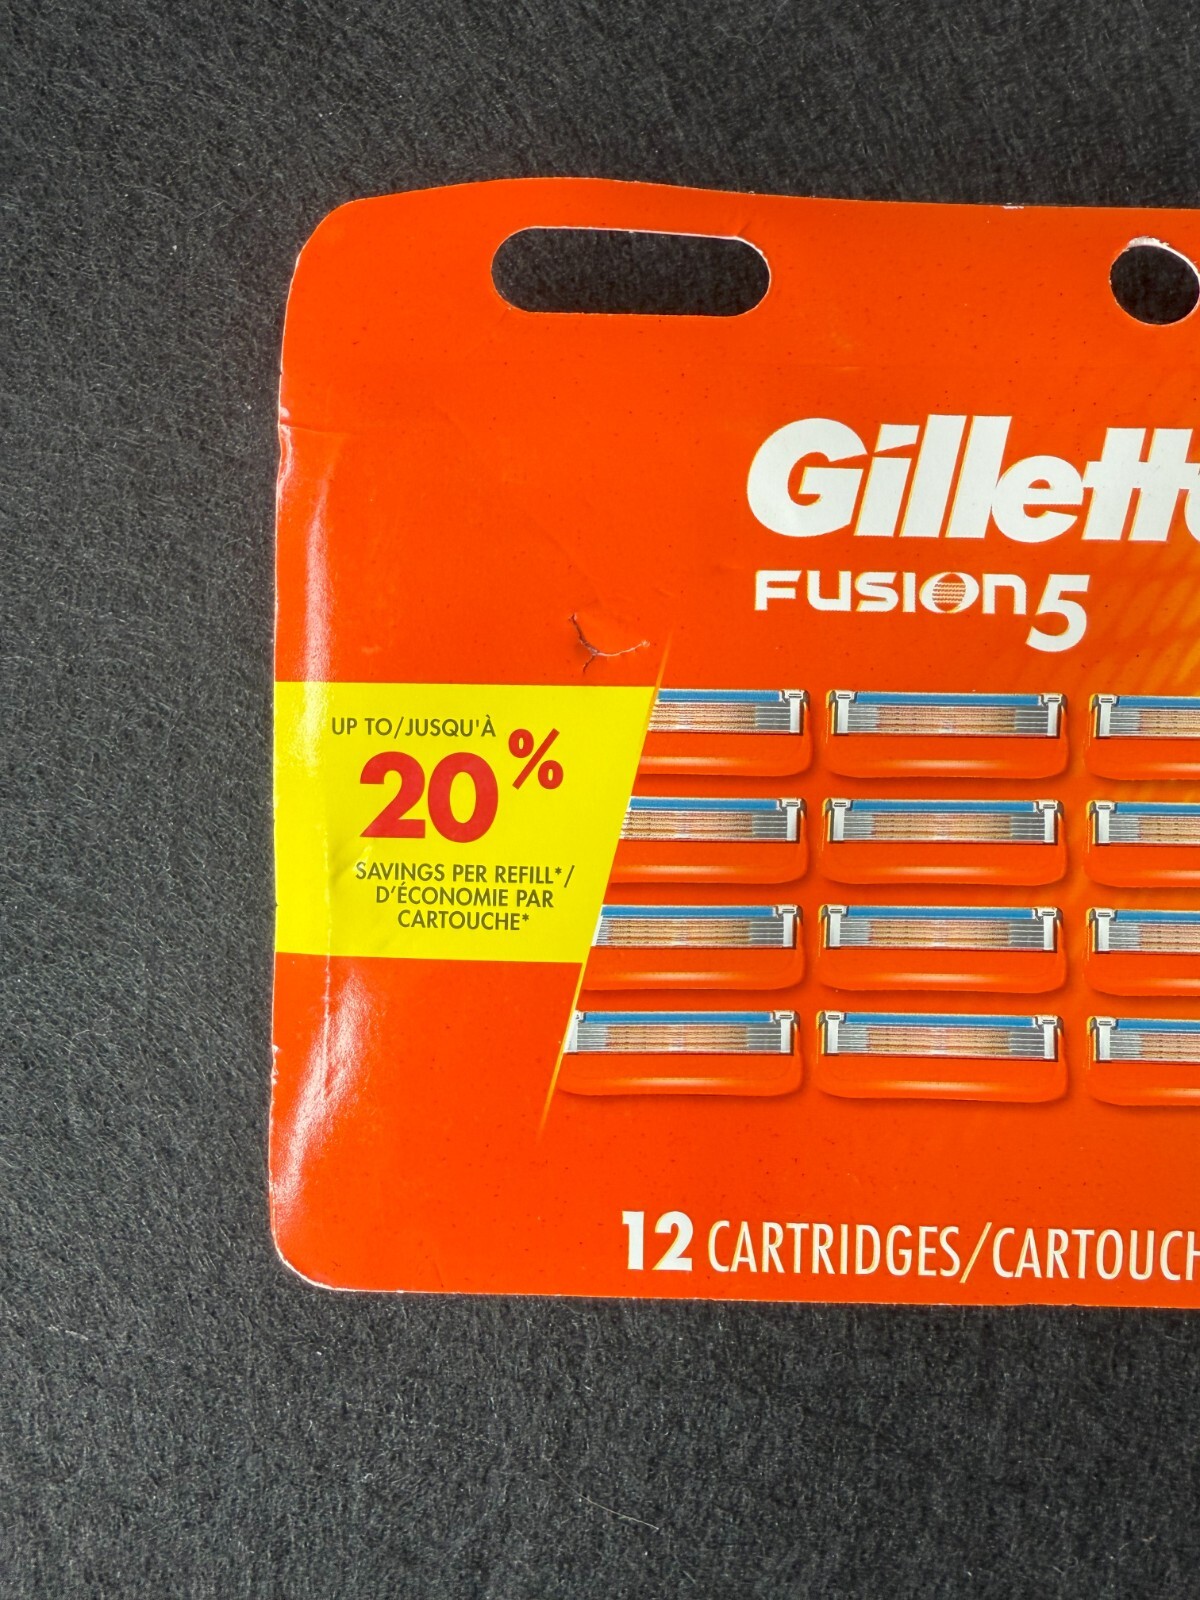 Gillett
FUSION5
UP TO/JUSQU'À
20%
SAVINGS PER REFILL*/
D'ÉCONOMIE PAR
CARTOUCHE*
12 CARTRIDGES/CARTOUCH